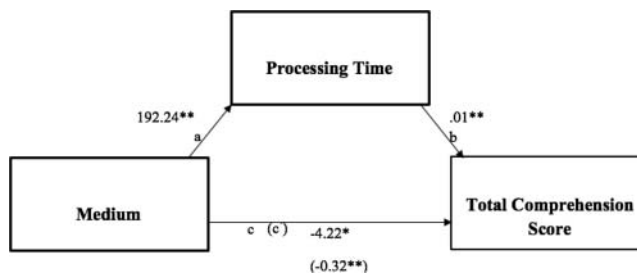 Processing Time
192.24**
a
.01**
b
Medium
Total Comprehension
Score
c (c') -4.22*
(-0.32**)